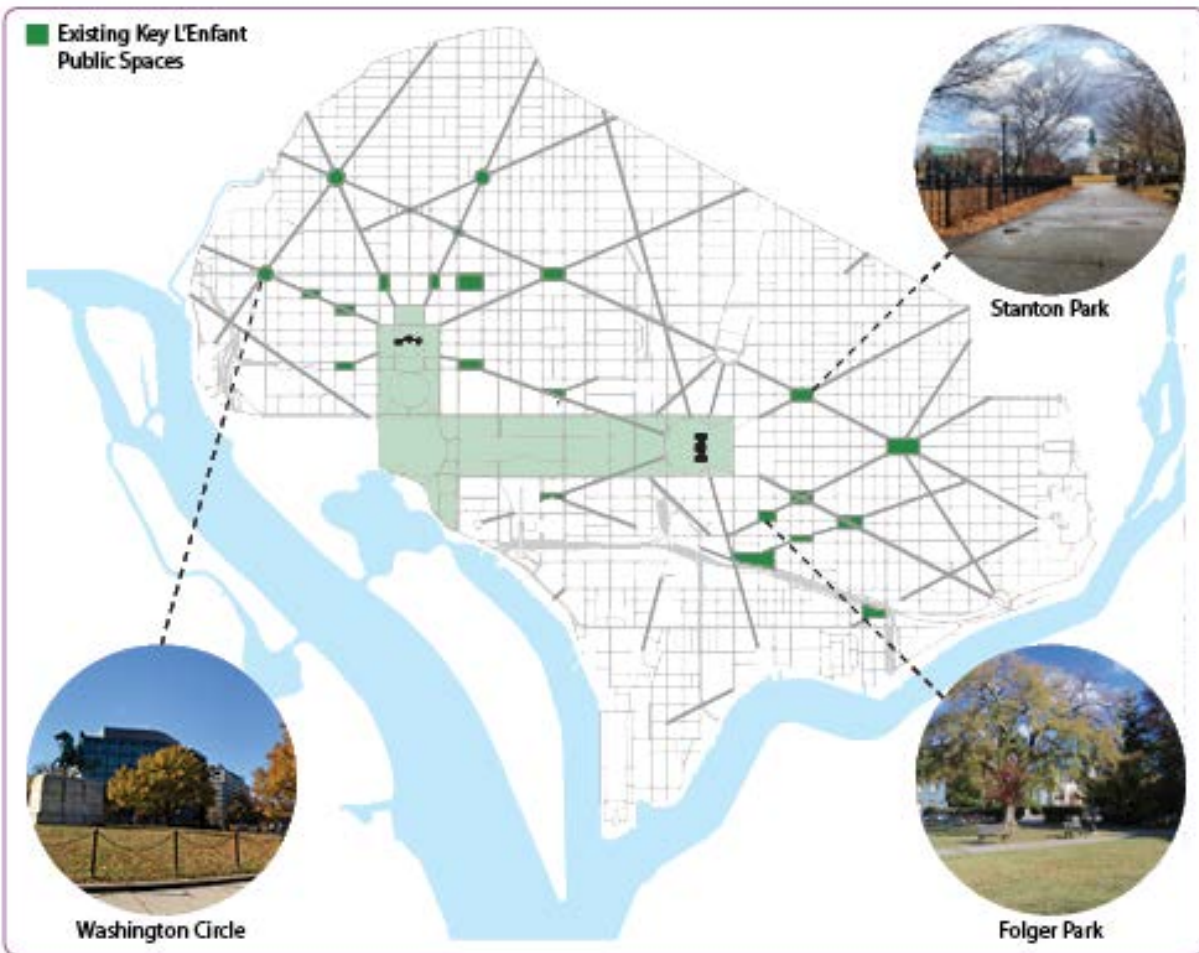 Existing Key L'Enfant
Public Spaces
Stanton Park
Washington Circle
Folger Park